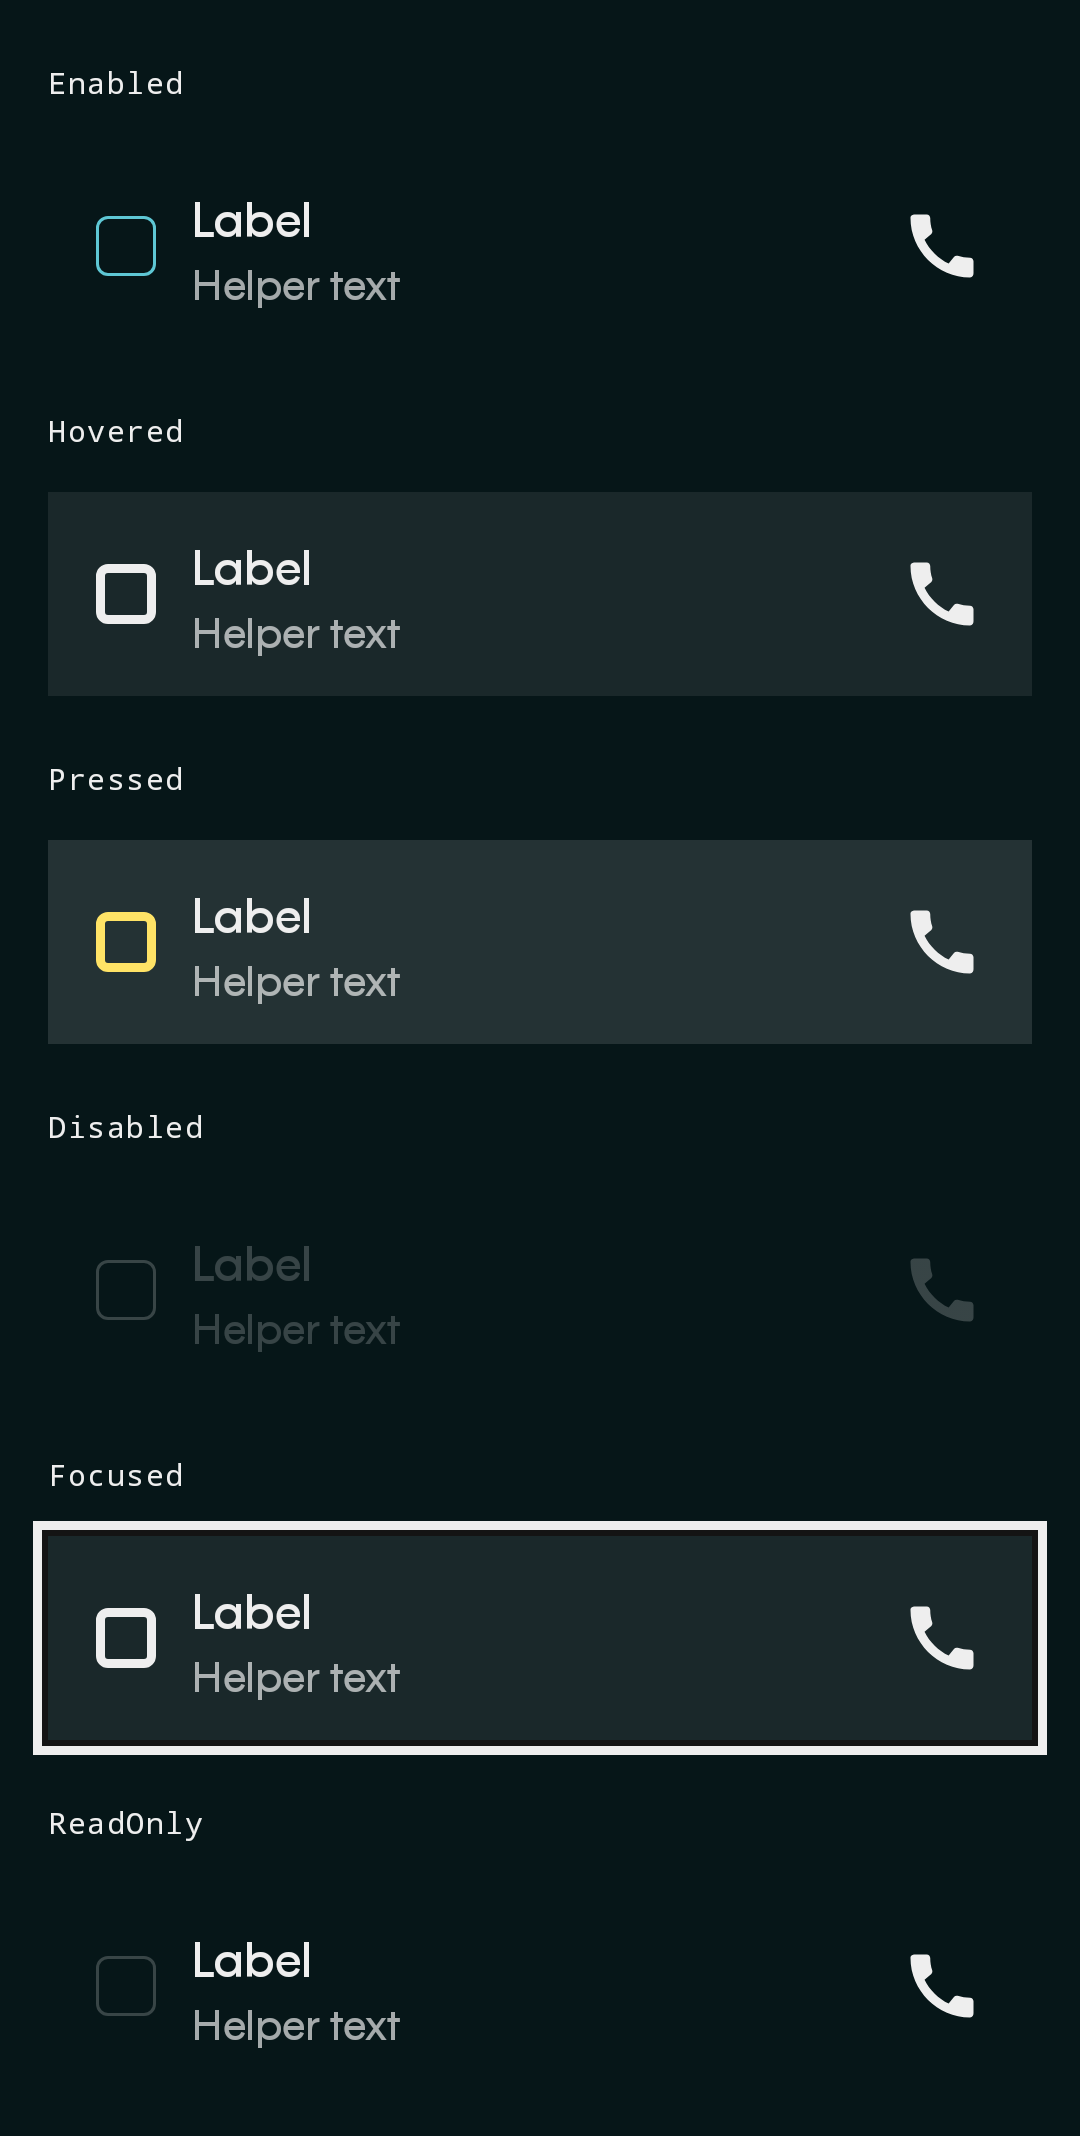 Enabled
Label
Helper text
Hovered
Label
Helper text
Pressed
Label
Helper text
Disabled
Label
Helper text
Focused
Label
Helper text
ReadOnly
Label
Helper text